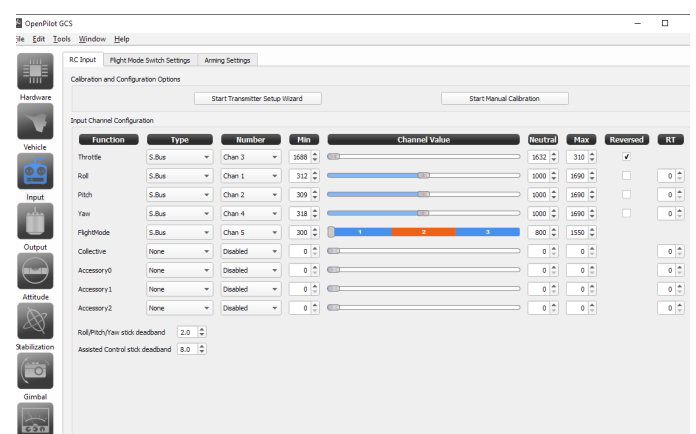 OpenPilot GCS
File Edit Tools Window Help
RC Input Flight Mode Switch Settings Arming Settings
Calibration and Configuration Options
Hardware
Start Transmitter Setup Wizard Start Manual Calibration
Input Channel Configuration
Function Type Number Min Channel Value Neutral Max Reversed RT
Vehicle
Throttle S.Bus Chan 3 1688 1632 310
Roll S.Bus Chan 1 312 1000 1690 0
Pitch S.Bus Chan 2 309 1000 1690 0
Input
Yaw S.Bus Chan 4 318 1000 1690 0
FlightMode S.Bus Chan 5 300 1 2 3 800 1550
Output
Collective None Disabled 0 0 0 0
Accessory0 None Disabled 0 0 0 0
Accessory1 None Disabled 0 0 0 0
Attitude
Accessory2 None Disabled 0 0 0 0
Roll/Pitch/Yaw stick deadband 2.0
Stabilization
Assisted Control stick deadband 8.0
Gimbal